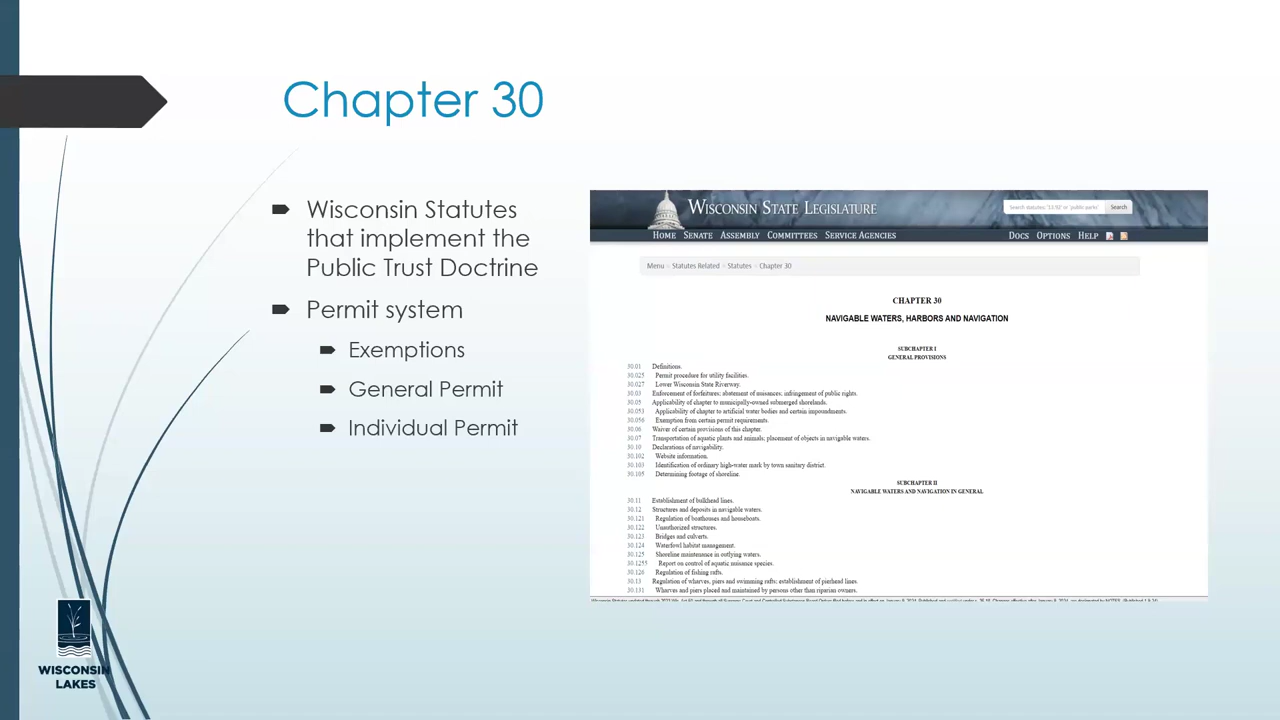 Chapter 30
Wisconsin Statutes
that implement the
Public Trust Doctrine
Permit system
Exemptions
General Permit
Individual Permit
WISCONSIN
LAKES
WISCONSIN STATE LEGISLATURE
Search
HOME SENATE ASSEMBLY COMMITTEES SERVICE AGENCIES
DOCS OPTIONS HELP
Menu » Statutes Related » Statutes » Chapter 30
CHAPTER 30
NAVIGABLE WATERS, HARBORS AND NAVIGATION
SUBCHAPTER I
GENERAL PROVISIONS
30.01 Definitions.
30.025 Permit procedure for utility facilities.
30.027 Lower Wisconsin State Riverway.
30.03 Enforcement of forfeitures; abatement of nuisances; infringement of public rights.
30.05 Applicability of chapter to municipally-owned submerged shorelands.
30.053 Applicability of chapter to artificial water bodies and certain impoundments.
30.056 Exemption from certain permit requirements.
30.06 Waiver of certain provisions of this chapter.
30.07 Transportation of aquatic plants and animals; placement of objects in navigable waters.
30.10 Declarations of navigability.
30.102 Website information.
30.103 Identification of ordinary high-water mark by town sanitary district.
30.105 Determining footage of shoreline.
SUBCHAPTER II
NAVIGABLE WATERS AND NAVIGATION IN GENERAL
30.11 Establishment of bulkhead lines.
30.12 Structures and deposits in navigable waters.
30.121 Regulation of boathouses and houseboats.
30.122 Unauthorized structures.
30.123 Bridges and culverts.
30.124 Waterfowl habitat management.
30.125 Shoreline maintenance in outlying waters.
30.1255 Report on control of aquatic nuisance species.
30.126 Regulation of fishing rafts.
30.13 Regulation of wharves, piers and swimming rafts; establishment of pierhead lines.
30.131 Wharves and piers placed and maintained by persons other than riparian owners.